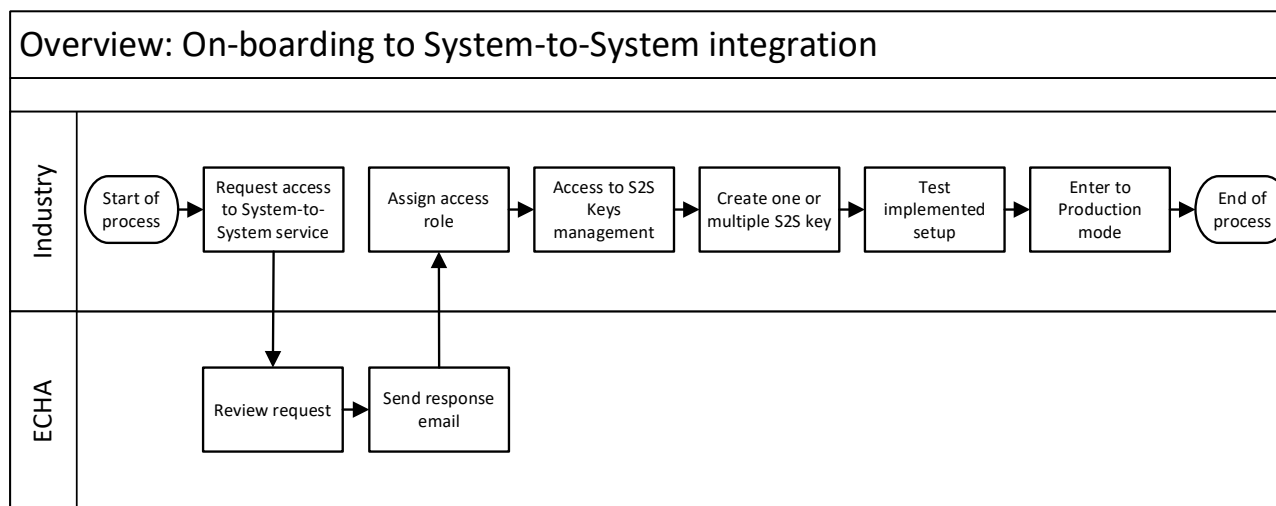 Overview: On-boarding to System-to-System integration
Industry
Start of
process
Request access
to System-to-
System service
Assign access
role
Access to S2S
Keys
management
Create one or
multiple S2S key
Test
implemented
setup
Enter to
Production
mode
End of
process
ECHA
Review request
Send response
email